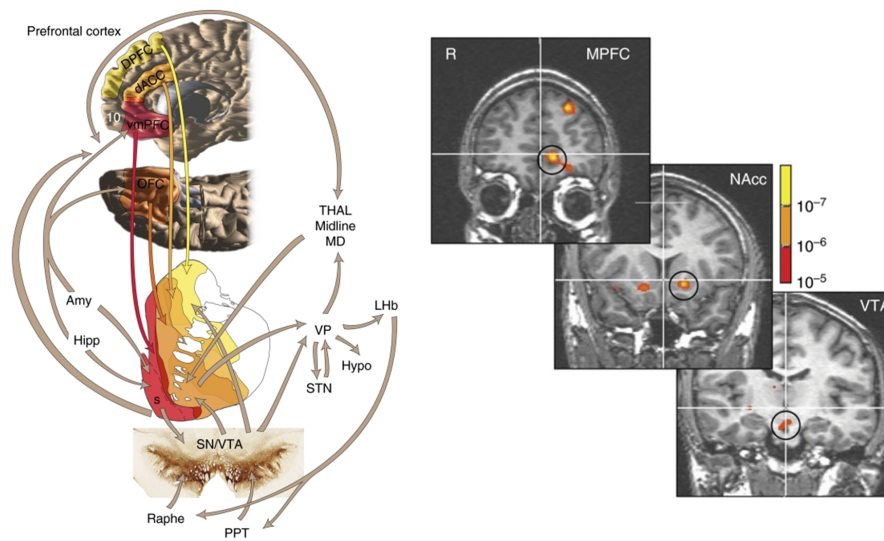 Prefrontal cortex
DPFC
dACC
10
vmPFC
OFC
THAL
Midline
MD
Amy
Hipp
LHb
VP
Hypo
STN
s
SN/VTA
Raphe
PPT
R
MPFC
NAcc
10⁻⁷
10⁻⁶
10⁻⁵
VTA